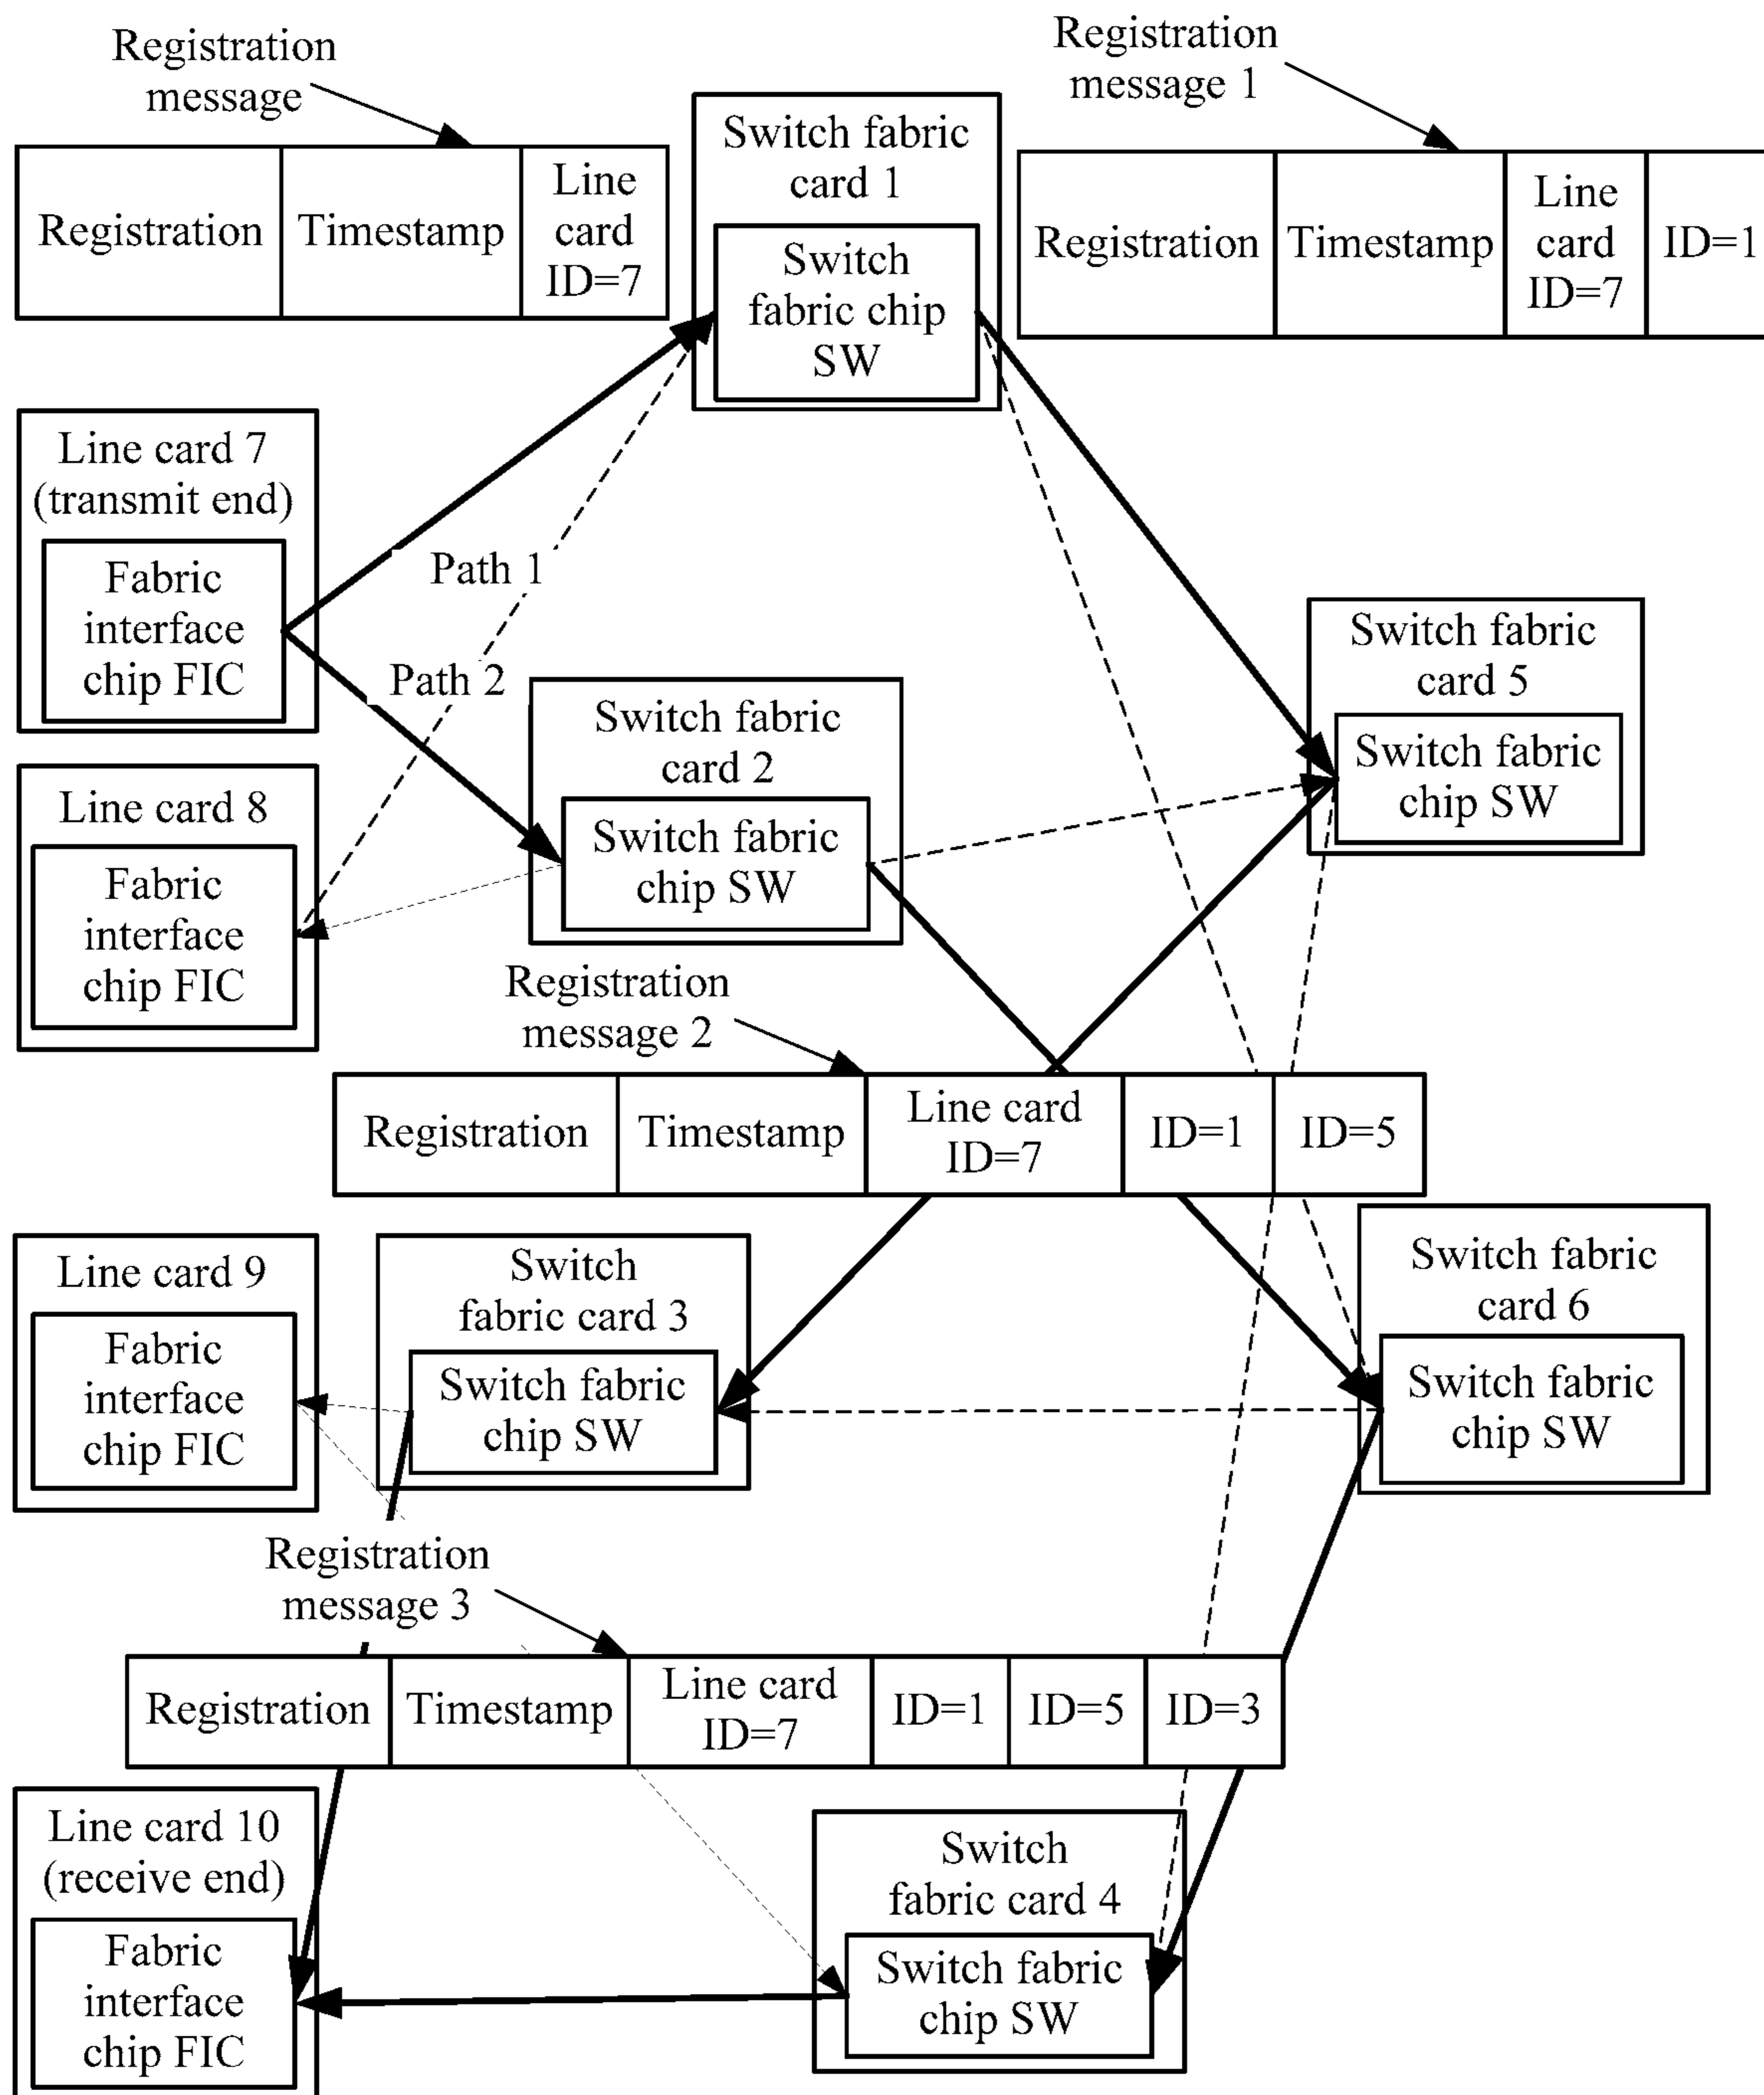 Registration
message
Registration
message 1
Registration
Timestamp
Line
card
ID=7
Switch fabric
card 1
Switch
fabric chip
SW
Registration
Timestamp
Line
card
ID=7
ID=1
Line card 7
(transmit end)
Fabric
interface
chip FIC
Path 1
Path 2
Switch fabric
card 5
Switch fabric
chip SW
Switch fabric
card 2
Switch fabric
chip SW
Line card 8
Fabric
interface
chip FIC
Registration
message 2
Registration
Timestamp
Line card
ID=7
ID=1
ID=5
Line card 9
Fabric
interface
chip FIC
Switch
fabric card 3
Switch fabric
chip SW
Switch fabric
card 6
Switch fabric
chip SW
Registration
message 3
Registration
Timestamp
Line card
ID=7
ID=1
ID=5
ID=3
Line card 10
(receive end)
Fabric
interface
chip FIC
Switch
fabric card 4
Switch fabric
chip SW